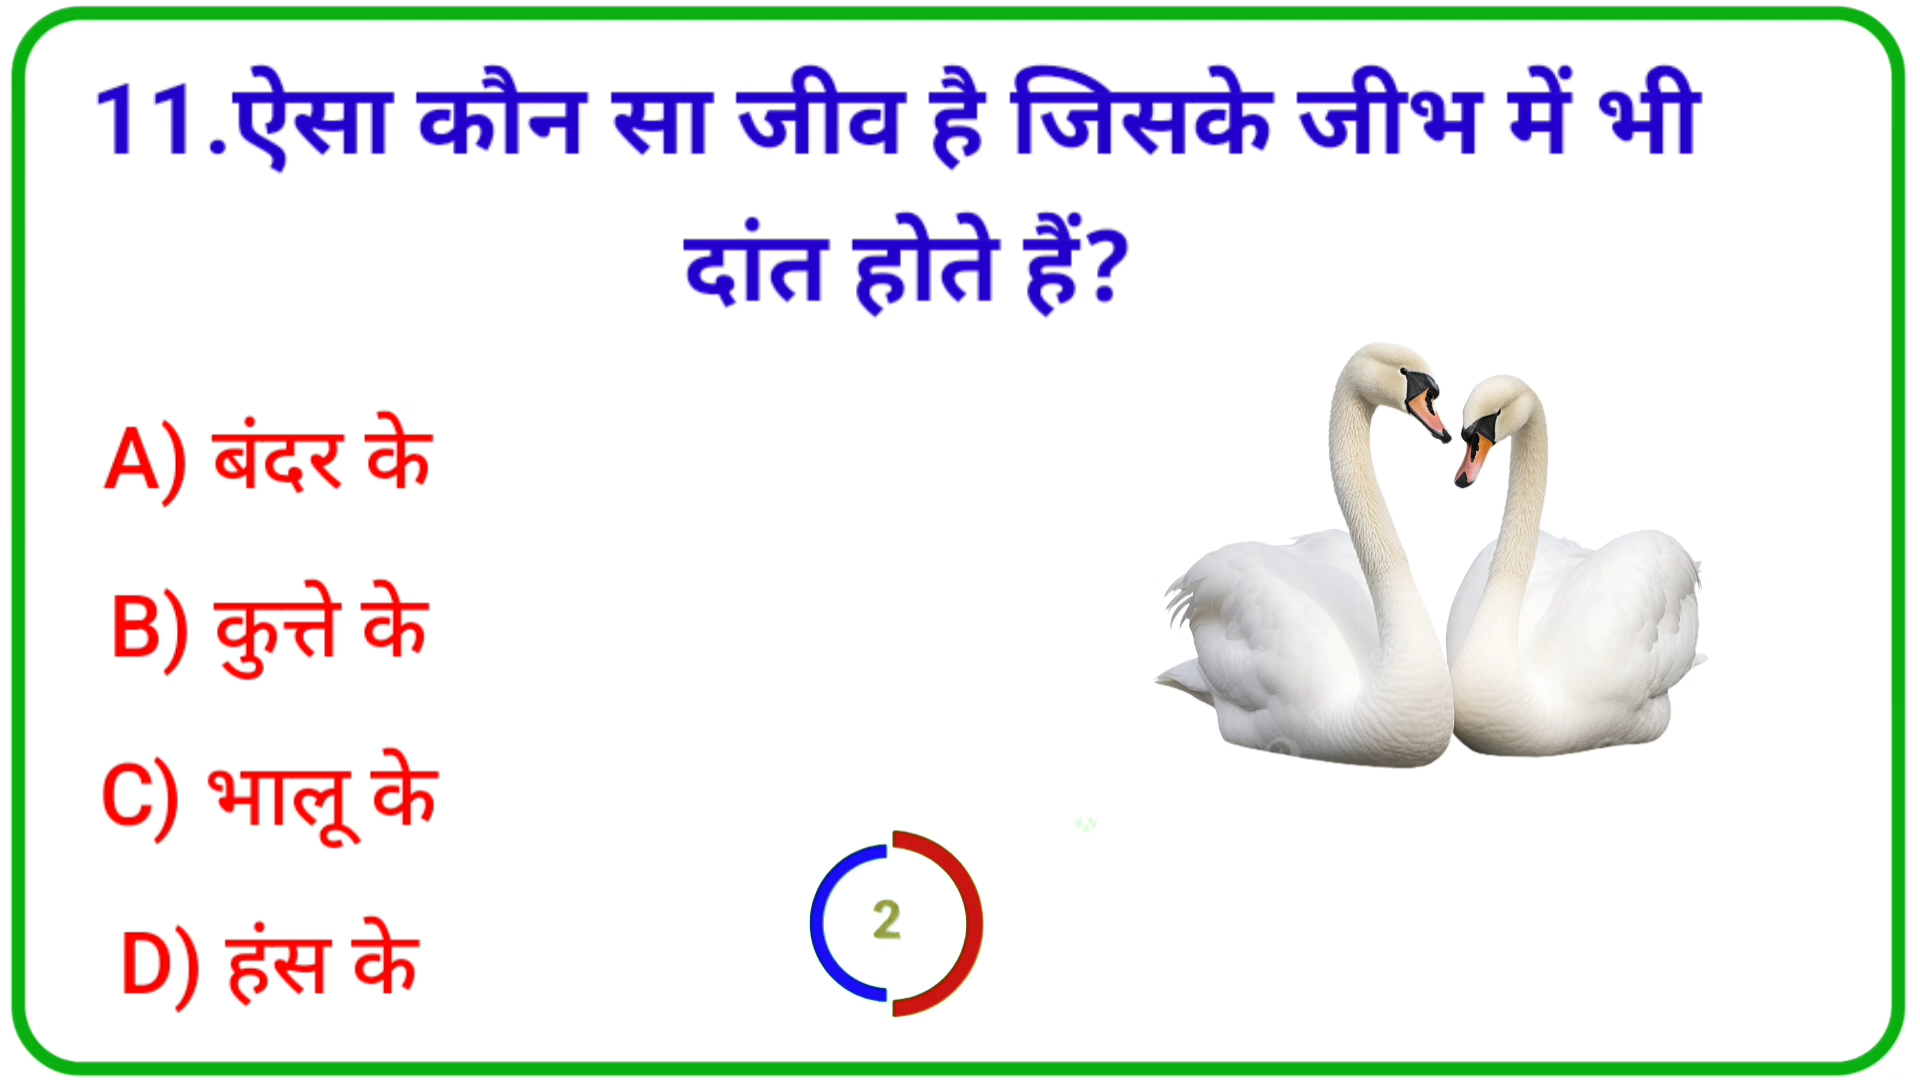 11.ऐसा कौन सा जीव है जिसके जीभ में भी
दांत होते हैं?
A) बंदर के
B) कुत्ते के
C) भालू के
D) हंस के
2